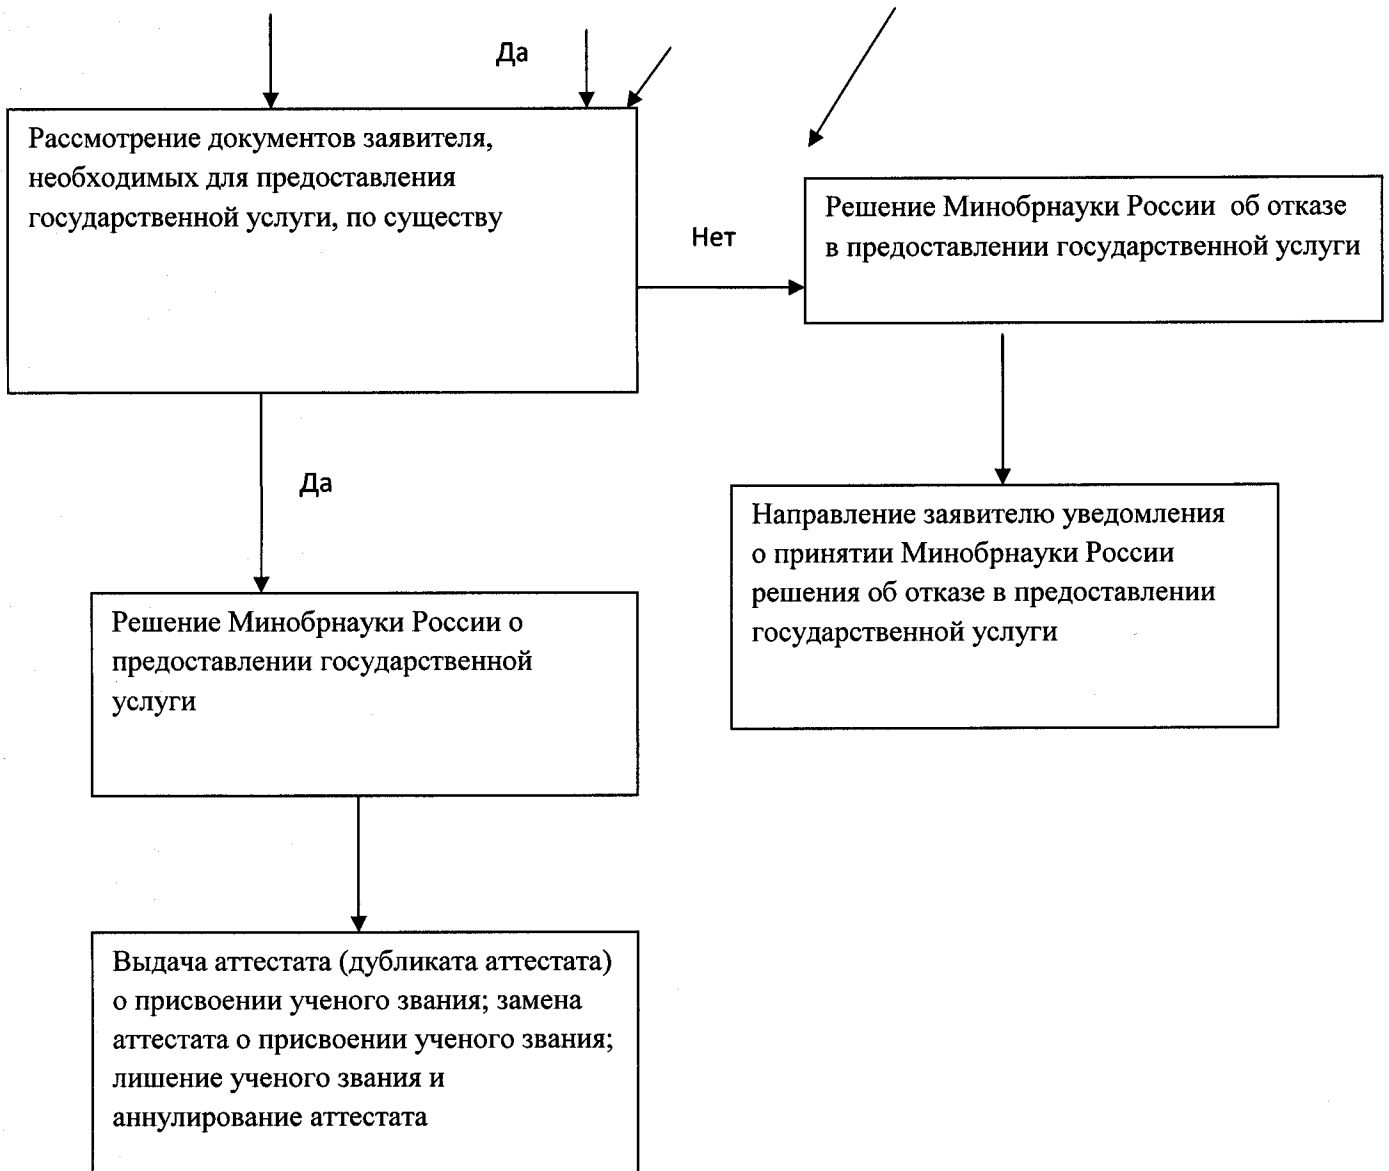 Да
Рассмотрение документов заявителя,
необходимых для предоставления
государственной услуги, по существу
Нет
Решение Минобрнауки России об отказе
в предоставлении государственной услуги
Да
Направление заявителю уведомления
о принятии Минобрнауки России
решения об отказе в предоставлении
государственной услуги
Решение Минобрнауки России о
предоставлении государственной
услуги
Выдача аттестата (дубликата аттестата)
о присвоении ученого звания; замена
аттестата о присвоении ученого звания;
лишение ученого звания и
аннулирование аттестата